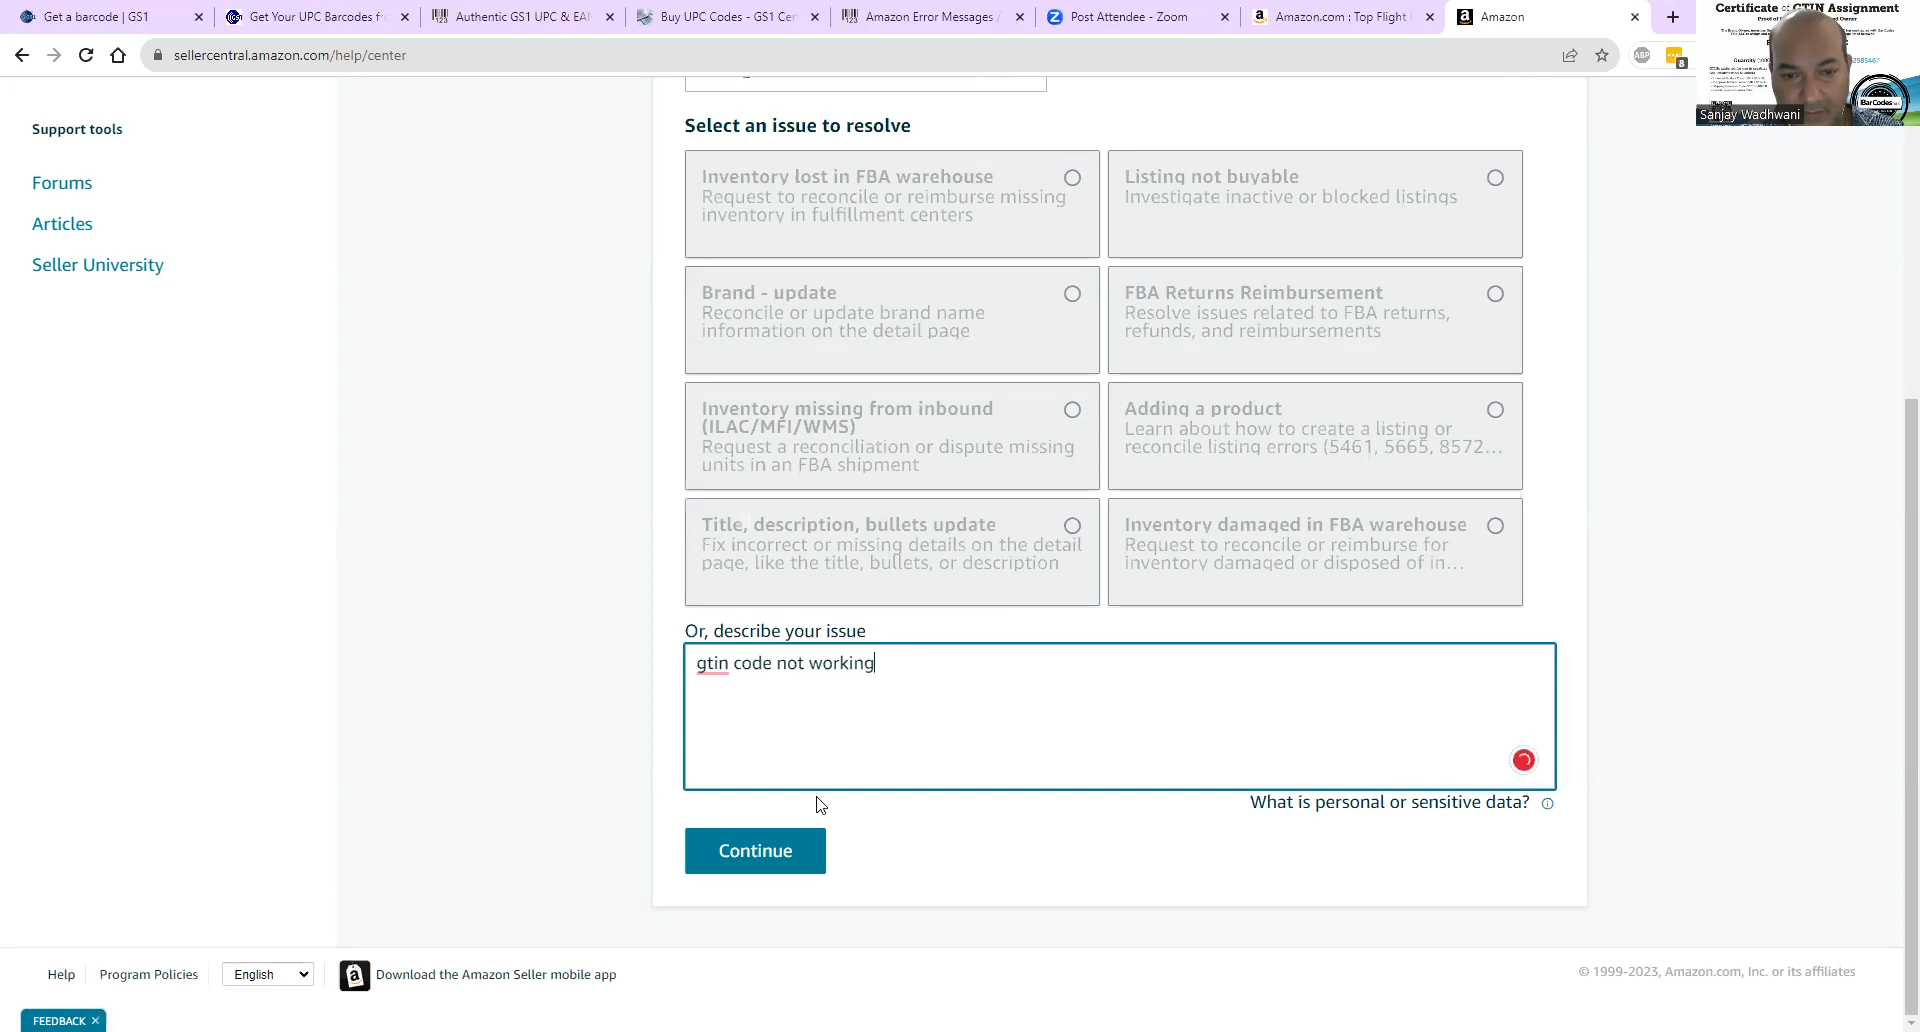 Get a barcode | GS1
Get Your UPC Barcodes fr
Authentic GS1 UPC & EA
Buy UPC Codes - GS1 Cer
Amazon Error Messages /
Post Attendee - Zoom
Amazon.com : Top Flight
Amazon
sellercentral.amazon.com/help/center
ABP
8
Certificate of GTIN Assignment
Sanjay Wadhwani
Support tools
Forums
Articles
Seller University
Select an issue to resolve
Inventory lost in FBA warehouse
Request to reconcile or reimburse missing
inventory in fulfillment centers
Listing not buyable
Investigate inactive or blocked listings
Brand - update
Reconcile or update brand name
information on the detail page
FBA Returns Reimbursement
Resolve issues related to FBA returns,
refunds, and reimbursements
Inventory missing from inbound
(ILAC/MFI/WMS)
Request a reconciliation or dispute missing
units in an FBA shipment
Adding a product
Learn about how to create a listing or
reconcile listing errors (5461, 5665, 8572...
Title, description, bullets update
Fix incorrect or missing details on the detail
page, like the title, bullets, or description
Inventory damaged in FBA warehouse
Request to reconcile or reimburse for
inventory damaged or disposed of in...
Or, describe your issue
gtin code not working
What is personal or sensitive data?
Continue
Help
Program Policies
English
Download the Amazon Seller mobile app
© 1999-2023, Amazon.com, Inc. or its affiliates
FEEDBACK ×